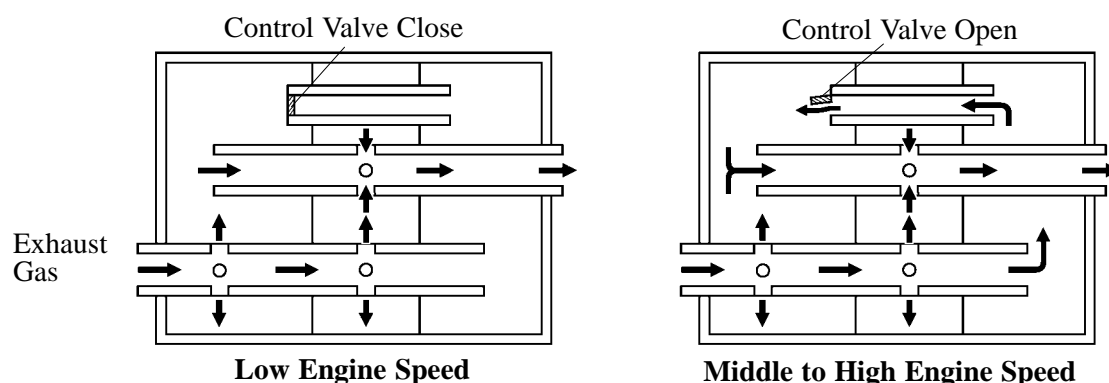 Control Valve Close
Control Valve Open
Exhaust
Gas
Low Engine Speed
Middle to High Engine Speed